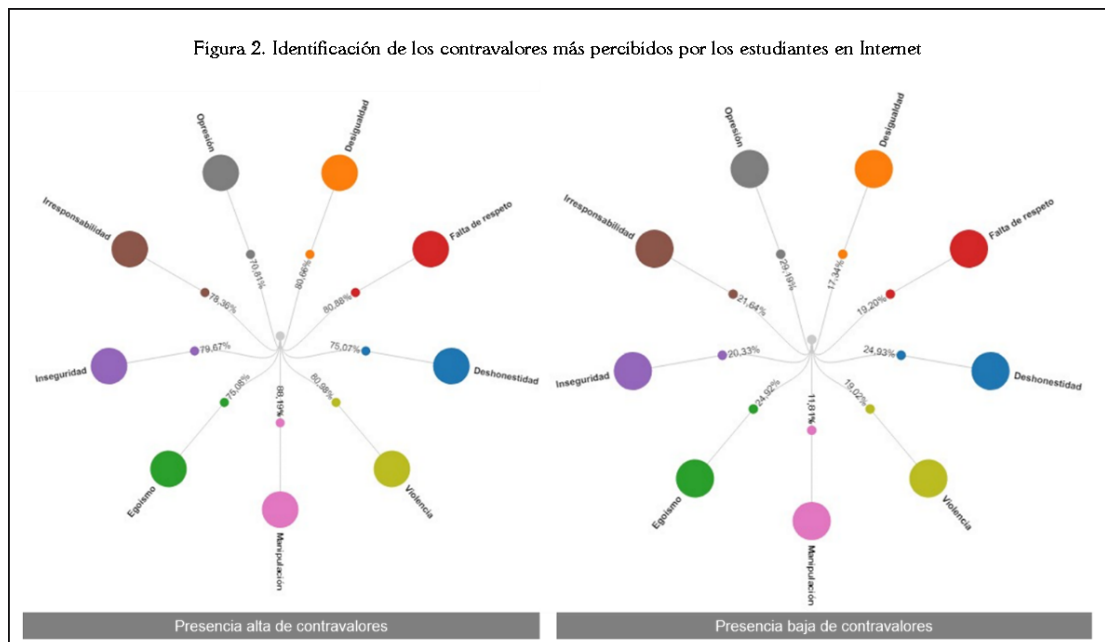 Figura 2. Identificación de los contravalores más percibidos por los estudiantes en Internet
Opresión
Desigualdad
Irresponsabilidad
Falta de respeto
70,81%
80,66%
78,36%
80,88%
Inseguridad
79,67%
75,07%
Deshonestidad
75,08%
88,19%
80,98%
Egoísmo
Manipulación
Violencia
Presencia alta de contravalores
Opresión
Desigualdad
Irresponsabilidad
Falta de respeto
29,19%
17,34%
21,64%
19,20%
Inseguridad
20,33%
24,93%
Deshonestidad
24,92%
11,81%
19,02%
Egoísmo
Manipulación
Violencia
Presencia baja de contravalores